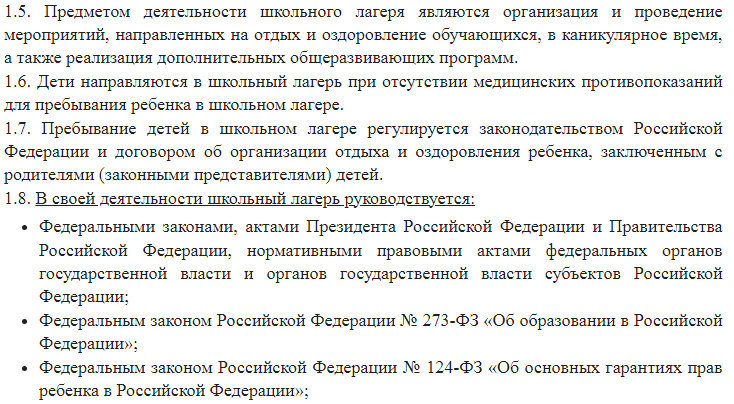 1.5. Предметом деятельности школьного лагеря являются организация и проведение
мероприятий, направленных на отдых и оздоровление обучающихся, в каникулярное время,
а также реализация дополнительных общеразвивающих программ.
1.6. Дети направляются в школьный лагерь при отсутствии медицинских противопоказаний
для пребывания ребенка в школьном лагере.
1.7. Пребывание детей в школьном лагере регулируется законодательством Российской
Федерации и договором об организации отдыха и оздоровления ребенка, заключенным с
родителями (законными представителями) детей.
1.8. В своей деятельности школьный лагерь руководствуется:
• Федеральными законами, актами Президента Российской Федерации и Правительства
Российской Федерации, нормативными правовыми актами федеральных органов
государственной власти и органов государственной власти субъектов Российской
Федерации;
• Федеральным законом Российской Федерации № 273-ФЗ «Об образовании в Российской
Федерации»;
• Федеральным законом Российской Федерации № 124-ФЗ «Об основных гарантиях прав
ребенка в Российской Федерации»;